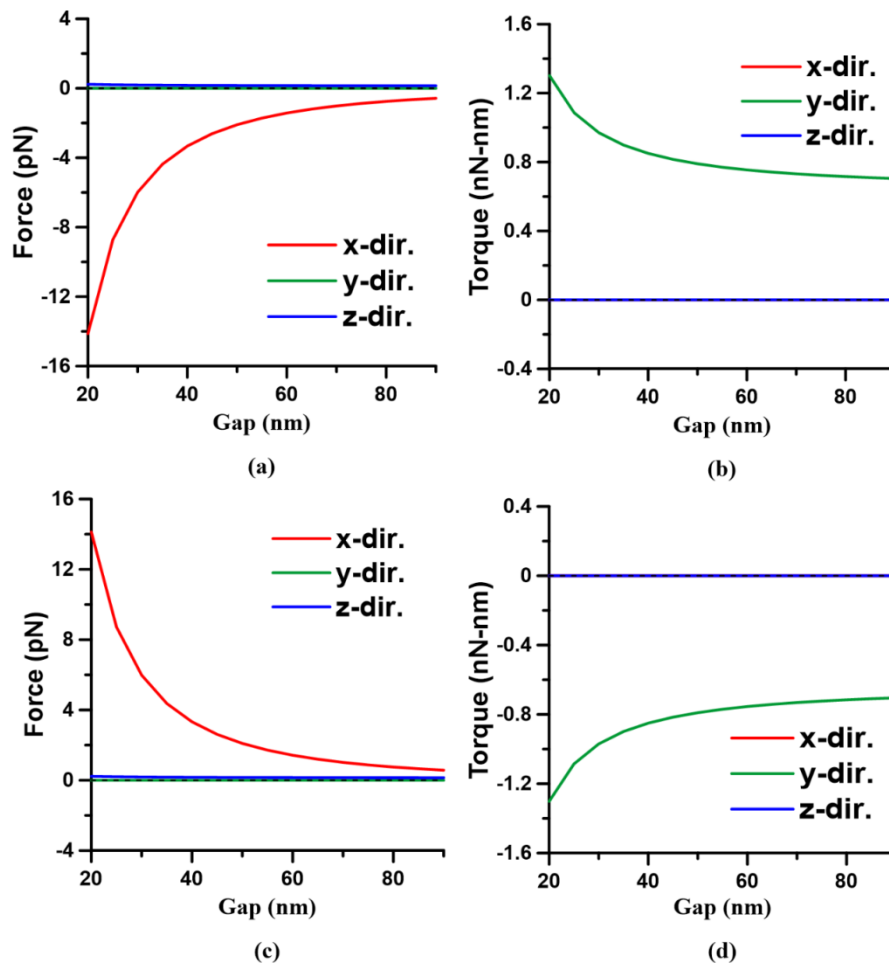 4
0
-4
-8
-12
-16
Force (pN)
x-dir.
y-dir.
z-dir.
20
40
60
80
Gap (nm)
(a)
1.6
1.2
0.8
0.4
0
-0.4
Torque (nN-nm)
x-dir.
y-dir.
z-dir.
20
40
60
80
Gap (nm)
(b)
16
12
8
4
0
-4
Force (pN)
x-dir.
y-dir.
z-dir.
20
40
60
80
Gap (nm)
(c)
0.4
0
-0.4
-0.8
-1.2
-1.6
Torque (nN-nm)
x-dir.
y-dir.
z-dir.
20
40
60
80
Gap (nm)
(d)